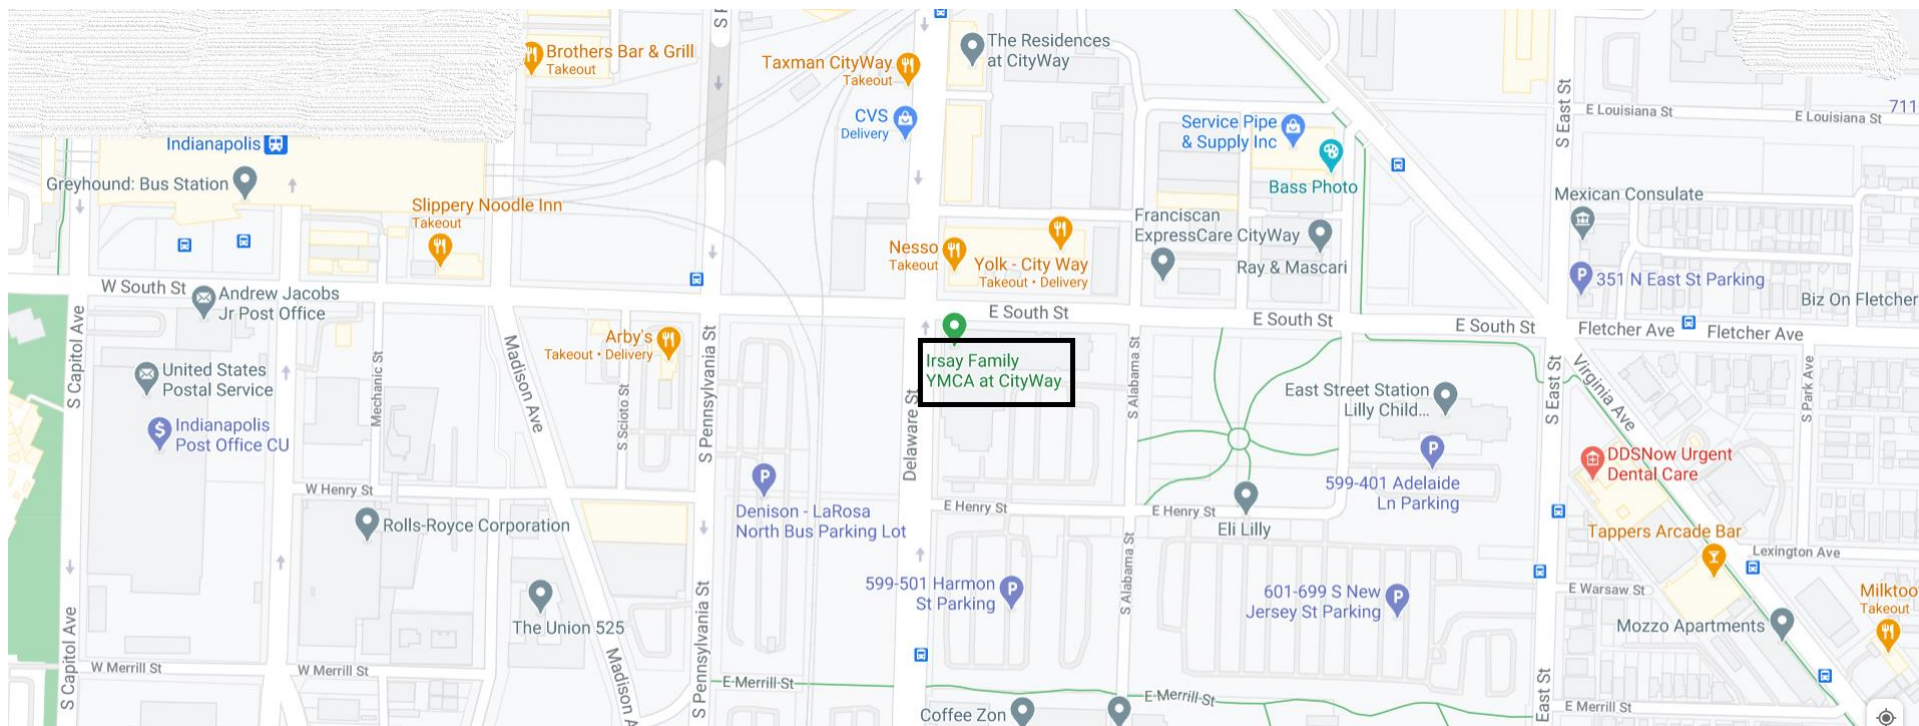 Brothers Bar & Grill
Takeout
Taxman CityWay
Takeout
The Residences
at CityWay
CVS
Delivery
Service Pipe
& Supply Inc
Bass Photo
S East St
E Louisiana St
E Louisiana St
711
Indianapolis
Greyhound: Bus Station
Slippery Noodle Inn
Takeout
Mexican Consulate
Franciscan
ExpressCare CityWay
Ray & Mascari
Nesso
Takeout
Yolk - City Way
Takeout • Delivery
P
351 N East St Parking
Biz On Fletcher
W South St
Andrew Jacobs
Jr Post Office
E South St
E South St
E South St
Fletcher Ave
Fletcher Ave
S Capitol Ave
Mechanic St
Madison Ave
Arby's
Takeout • Delivery
S Scioto St
S Pennsylvania St
Delaware St
Irsay Family
YMCA at CityWay
S Alabama St
East Street Station
Lilly Child...
S East St
Virginia Ave
S Park Ave
United States
Postal Service
$
Indianapolis
Post Office CU
P
P
DDSNow Urgent
Dental Care
599-401 Adelaide
Ln Parking
W Henry St
Rolls-Royce Corporation
Denison - LaRosa
North Bus Parking Lot
E Henry St
E Henry St
Eli Lilly
Tappers Arcade Bar
Lexington Ave
599-501 Harmon
St Parking
P
S Alabama St
601-699 S New
Jersey St Parking
P
E Warsaw St
Milktoo
Takeout
The Union 525
Mozzo Apartments
S Capitol Ave
W Merrill St
W Merrill St
Madison A
S Pennsylvania St
E Merrill St
E Merrill St
East St
E Merrill St
Coffee Zon